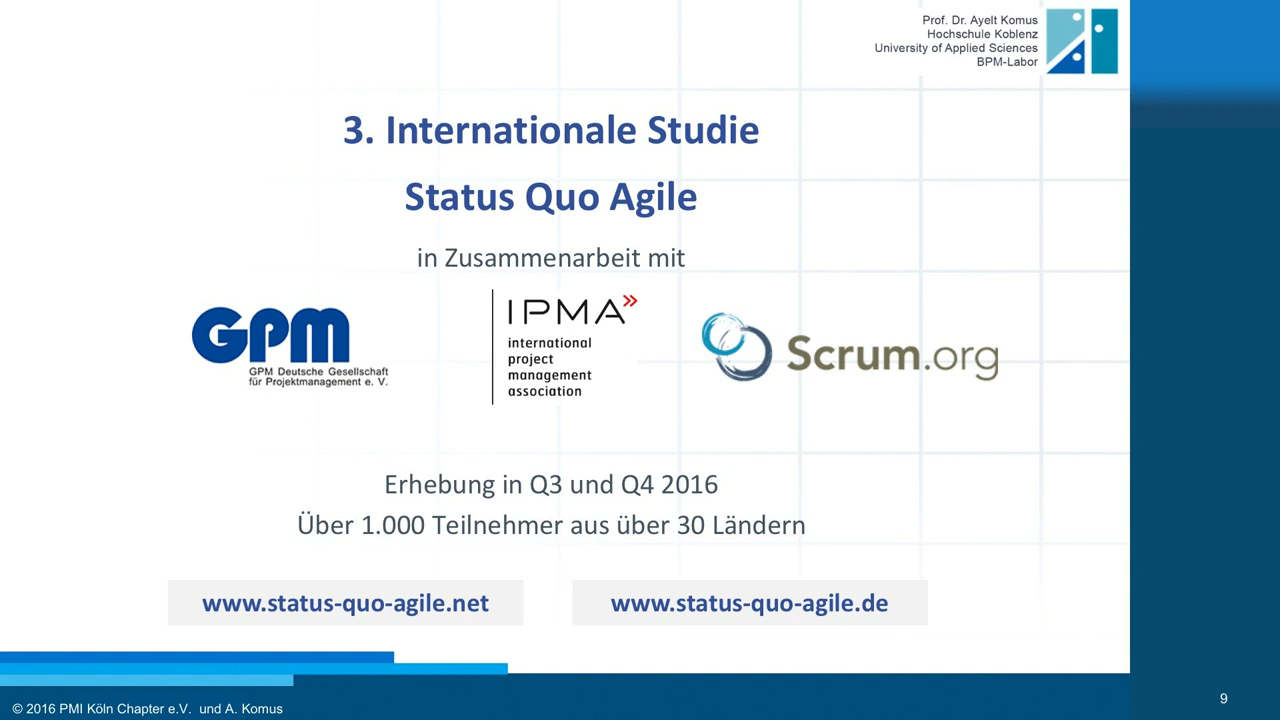 Prof. Dr. Ayelt Komus
Hochschule Koblenz
University of Applied Sciences
BPM-Labor
3. Internationale Studie
Status Quo Agile
in Zusammenarbeit mit
GPM
GPM Deutsche Gesellschaft
für Projektmanagement e. V.
IPMA
international
project
management
association
Scrum.org
Erhebung in Q3 und Q4 2016
Über 1.000 Teilnehmer aus über 30 Ländern
www.status-quo-agile.net
www.status-quo-agile.de
© 2016 PMI Köln Chapter e.V. und A. Komus
9